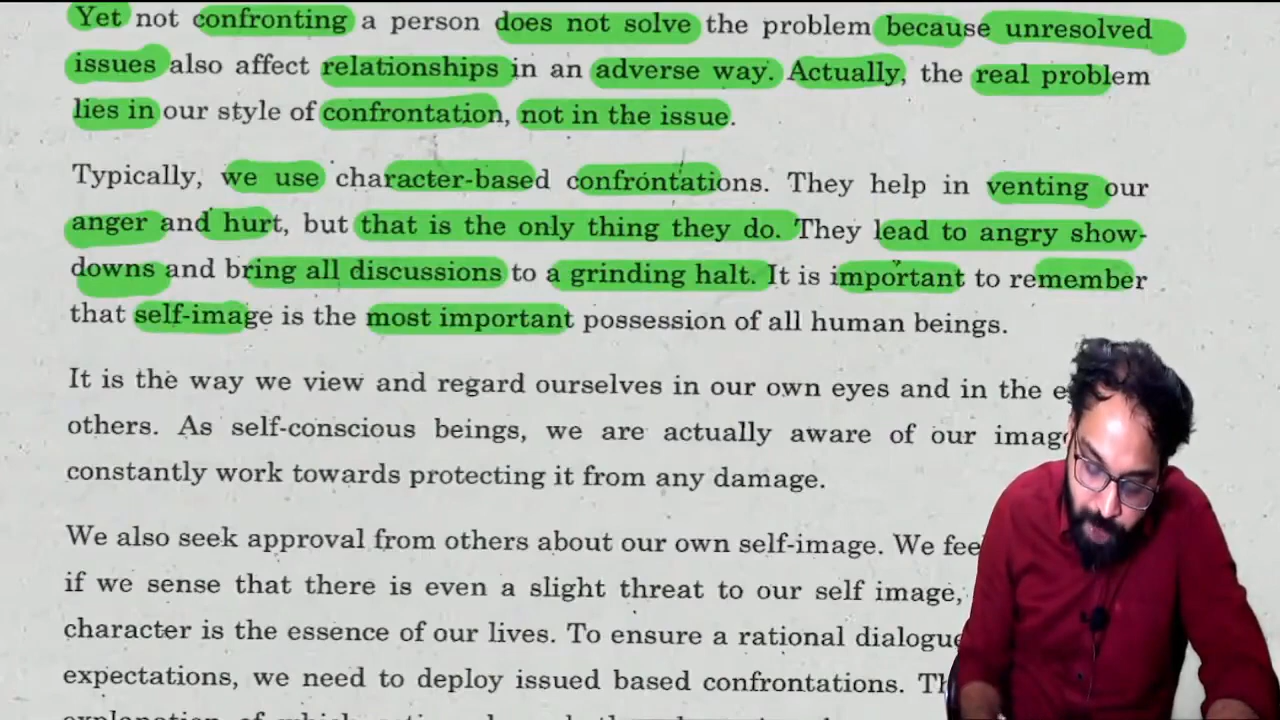 Yet not confronting a person does not solve the problem because unresolved
issues also affect relationships in an adverse way. Actually, the real problem
lies in our style of confrontation, not in the issue.
Typically, we use character-based confrontations. They help in venting our
anger and hurt, but that is the only thing they do. They lead to angry show-
downs and bring all discussions to a grinding halt. It is important to remember
that self-image is the most important possession of all human beings.
It is the way we view and regard ourselves in our own eyes and in the
others. As self-conscious beings, we are actually aware of our
constantly work towards protecting it from any damage.
We also seek approval from others about our own self-image. We
if we sense that there is even a slight threat to our self image,
character is the essence of our lives. To ensure a rational
expectations, we need to deploy issued based confrontations.